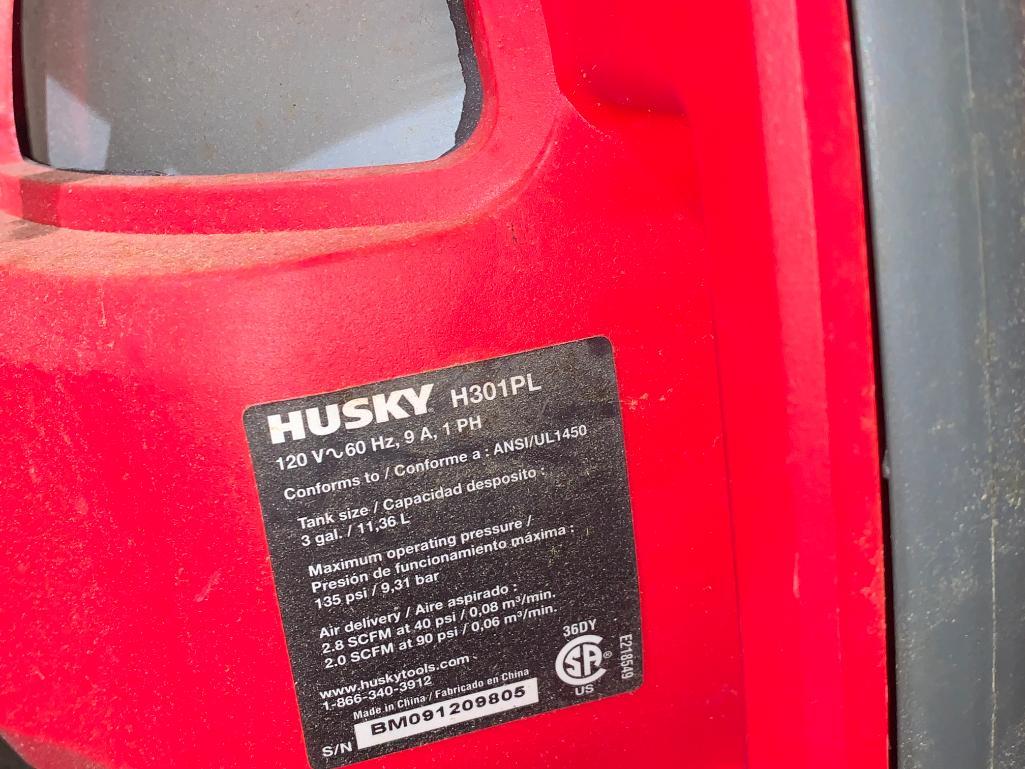 HUSKY H301PL
120 V∿60 Hz, 9 A, 1 PH
Conforms to / Conforme a : ANSI/UL1450
Tank size / Capacidad desposito :
3 gal. / 11,36 L
Maximum operating pressure /
Presión de funcionamiento máxima :
135 psi / 9,31 bar
Air delivery / Aire aspirado :
2.8 SCFM at 40 psi / 0,08 m³/min.
2.0 SCFM at 90 psi / 0,06 m³/min.
www.huskytools.com
1-866-340-3912
Made in China / Fabricado en China
S/N BM091209805
36DY
SA®
US
E218549